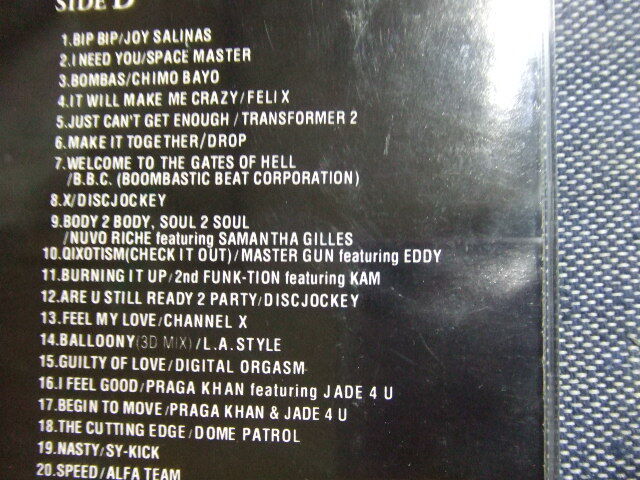 SIDE D
1.BIP BIP/JOY SALINAS
2.I NEED YOU/SPACE MASTER
3.BOMBAS/CHIMO BAYO
4.IT WILL MAKE ME CRAZY/FELI X
5.JUST CAN'T GET ENOUGH/TRANSFORMER 2
6.MAKE IT TOGETHER/DROP
7.WELCOME TO THE GATES OF HELL
/B.B.C. (BOOMBASTIC BEAT CORPORATION)
8.X/DISCJOCKEY
9.BODY 2 BODY, SOUL 2 SOUL
/NUVO RICHE featuring SAMANTHA GILLES
10.QIXOTISM(CHECK IT OUT)/MASTER GUN featuring EDDY
11.BURNING IT UP/2nd FUNK-TION featuring KAM
12.ARE U STILL READY 2 PARTY/DISCJOCKEY
13.FEEL MY LOVE/CHANNEL X
14.BALLOONY(3D MIX)/L.A.STYLE
15.GUILTY OF LOVE/DIGITAL ORGASM
16.I FEEL GOOD/PRAGA KHAN featuring JADE 4 U
17.BEGIN TO MOVE/PRAGA KHAN & JADE 4 U
18.THE CUTTING EDGE/DOME PATROL
19.NASTY/SY-KICK
20.SPEED/ALFA TEAM